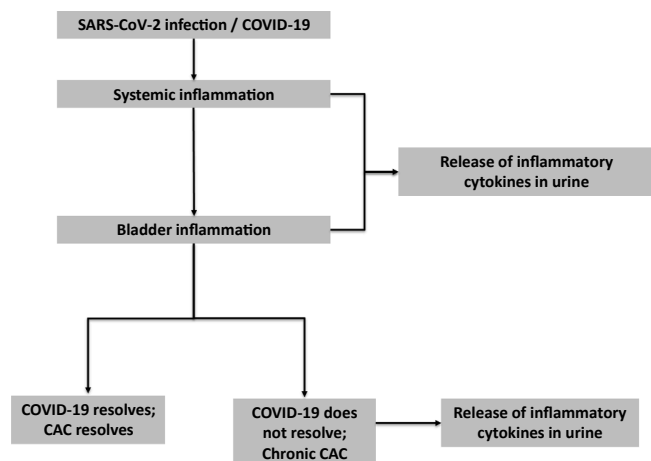 SARS-CoV-2 infection / COVID-19
Systemic inflammation
Release of inflammatory
cytokines in urine
Bladder inflammation
COVID-19 resolves;
CAC resolves
COVID-19 does
not resolve;
Chronic CAC
Release of inflammatory
cytokines in urine